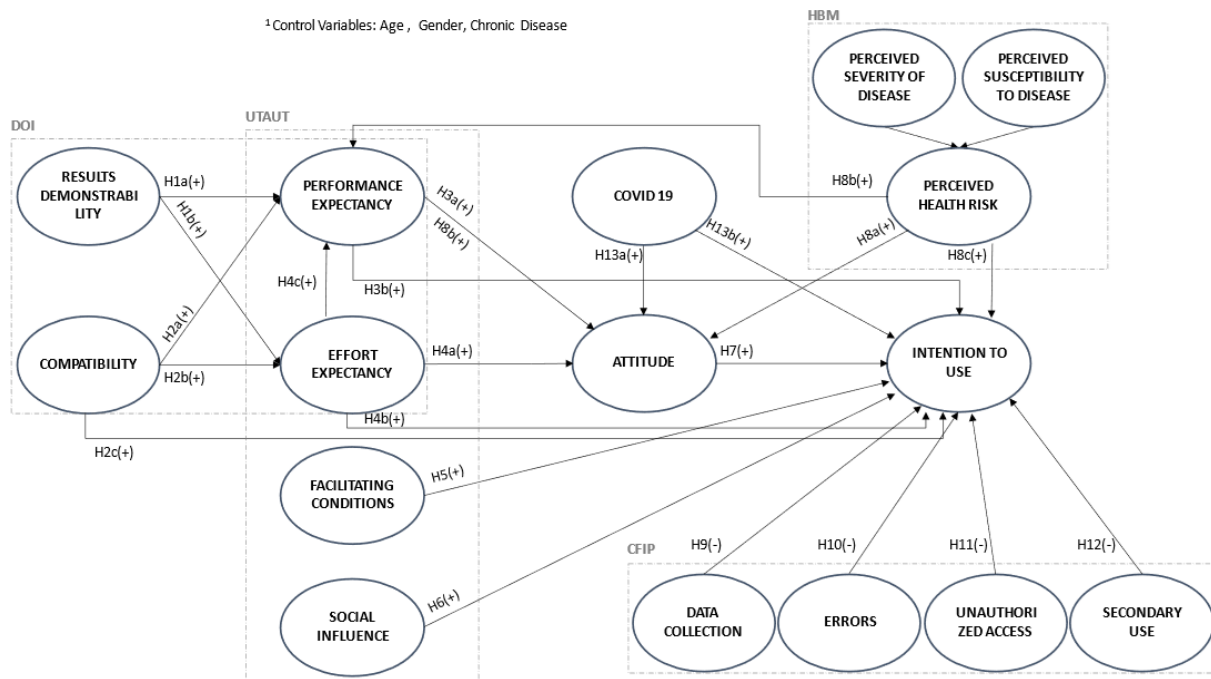 1 Control Variables: Age , Gender, Chronic Disease
HBM
PERCEIVED
SEVERITY OF
DISEASE
PERCEIVED
SUSCEPTIBILITY
TO DISEASE
DOI
UTAUT
RESULTS
DEMONSTRABI
LITY
H1a(+)
H1b(+)
PERFORMANCE
EXPECTANCY
H3a(+)
H8b(+)
COVID 19
H13a(+)
H13b(+)
H8b(+)
PERCEIVED
HEALTH RISK
H8a(+)
H8c(+)
H4c(+)
H3b(+)
COMPATIBILITY
H2a(+)
H2b(+)
EFFORT
EXPECTANCY
H4a(+)
ATTITUDE
H7(+)
INTENTION TO
USE
H4b(+)
H2c(+)
FACILITATING
CONDITIONS
H5(+)
SOCIAL
INFLUENCE
H6(+)
CFIP
H9(-)
H10(-)
H11(-)
H12(-)
DATA
COLLECTION
ERRORS
UNAUTHORI
ZED ACCESS
SECONDARY
USE